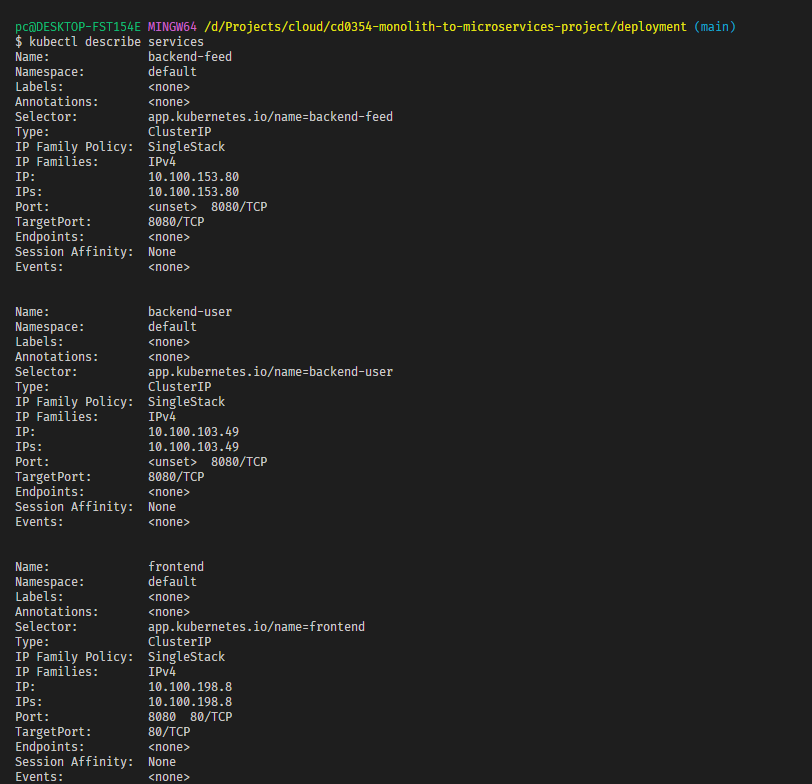 pc@DESKTOP-FST154E MINGW64 /d/Projects/cloud/cd0354-monolith-to-microservices-project/deployment (main)
$ kubectl describe services
Name:              backend-feed
Namespace:         default
Labels:            <none>
Annotations:       <none>
Selector:          app.kubernetes.io/name=backend-feed
Type:              ClusterIP
IP Family Policy:  SingleStack
IP Families:       IPv4
IP:                10.100.153.80
IPs:               10.100.153.80
Port:              <unset>  8080/TCP
TargetPort:        8080/TCP
Endpoints:         <none>
Session Affinity:  None
Events:            <none>
Name:              backend-user
Namespace:         default
Labels:            <none>
Annotations:       <none>
Selector:          app.kubernetes.io/name=backend-user
Type:              ClusterIP
IP Family Policy:  SingleStack
IP Families:       IPv4
IP:                10.100.103.49
IPs:               10.100.103.49
Port:              <unset>  8080/TCP
TargetPort:        8080/TCP
Endpoints:         <none>
Session Affinity:  None
Events:            <none>
Name:              frontend
Namespace:         default
Labels:            <none>
Annotations:       <none>
Selector:          app.kubernetes.io/name=frontend
Type:              ClusterIP
IP Family Policy:  SingleStack
IP Families:       IPv4
IP:                10.100.198.8
IPs:               10.100.198.8
Port:              8080  80/TCP
TargetPort:        80/TCP
Endpoints:         <none>
Session Affinity:  None
Events:            <none>